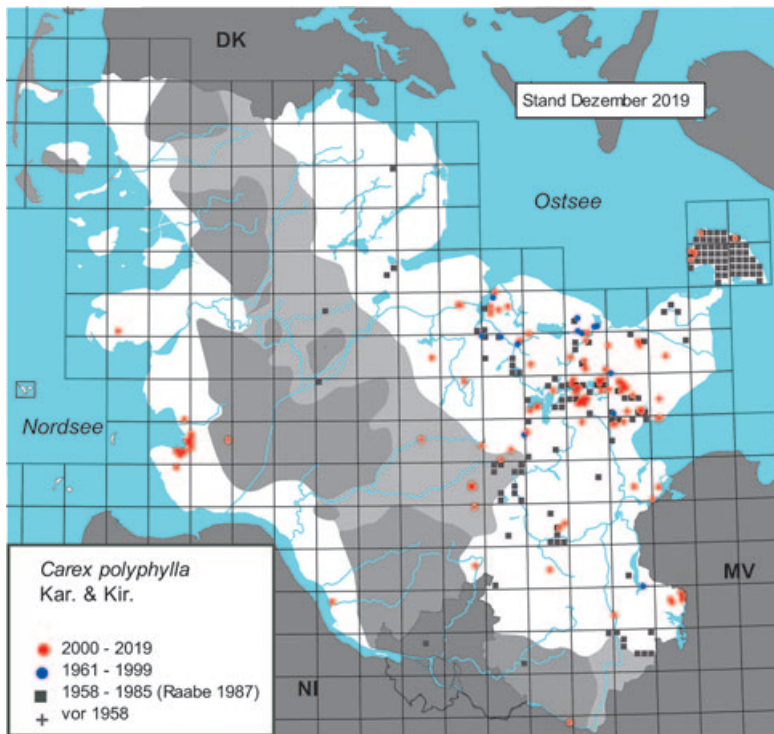 DK
Stand Dezember 2019
Ostsee
Nordsee
MV
NI
Carex polyphylla
Kar. & Kir.
2000 - 2019
1961 - 1999
1958 - 1985 (Raabe 1987)
vor 1958